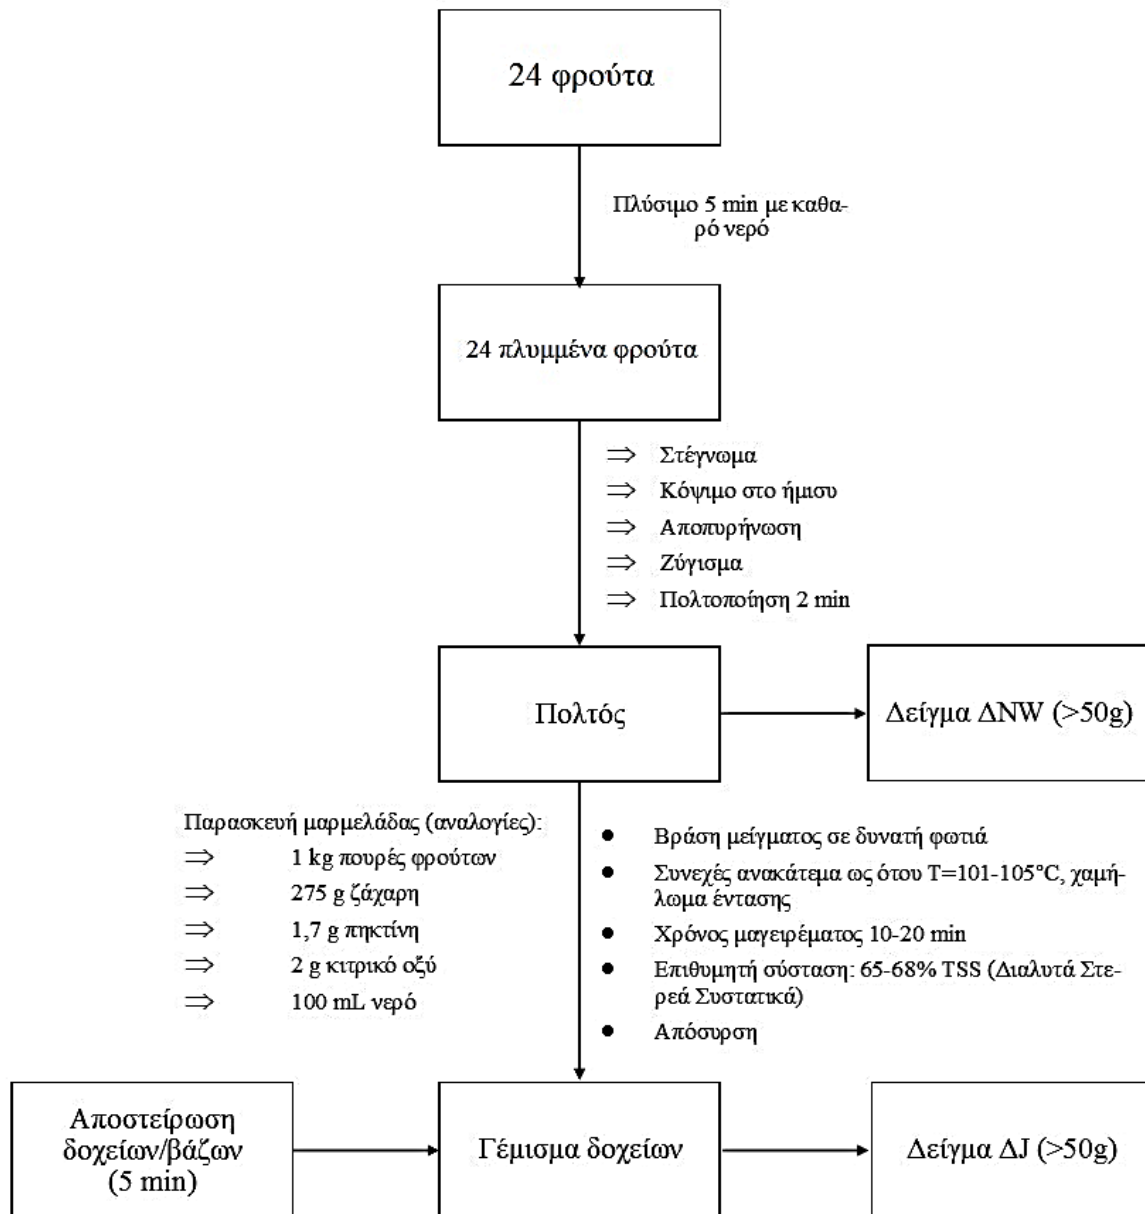 24 φρούτα
Πλύσιμο 5 min με καθα-
ρό νερό
24 πλυμμένα φρούτα
⇒ Στέγνωμα
⇒ Κόψιμο στο ήμισυ
⇒ Αποπυρήνωση
⇒ Ζύγισμα
⇒ Πολτοποίηση 2 min
Πολτός
Δείγμα ΔNW (>50g)
Παρασκευή μαρμελάδας (αναλογίες):
⇒ 1 kg πουρές φρούτων
⇒ 275 g ζάχαρη
⇒ 1,7 g πηκτίνη
⇒ 2 g κιτρικό οξύ
⇒ 100 mL νερό
● Βράση μείγματος σε δυνατή φωτιά
● Συνεχές ανακάτεμα ως ότου T=101-105°C, χαμή-
λωμα έντασης
● Χρόνος μαγειρέματος 10-20 min
● Επιθυμητή σύσταση: 65-68% TSS (Διαλυτά Στε-
ρεά Συστατικά)
● Απόσυρση
Αποστείρωση
δοχείων/βάζων
(5 min)
Γέμισμα δοχείων
Δείγμα ΔJ (>50g)